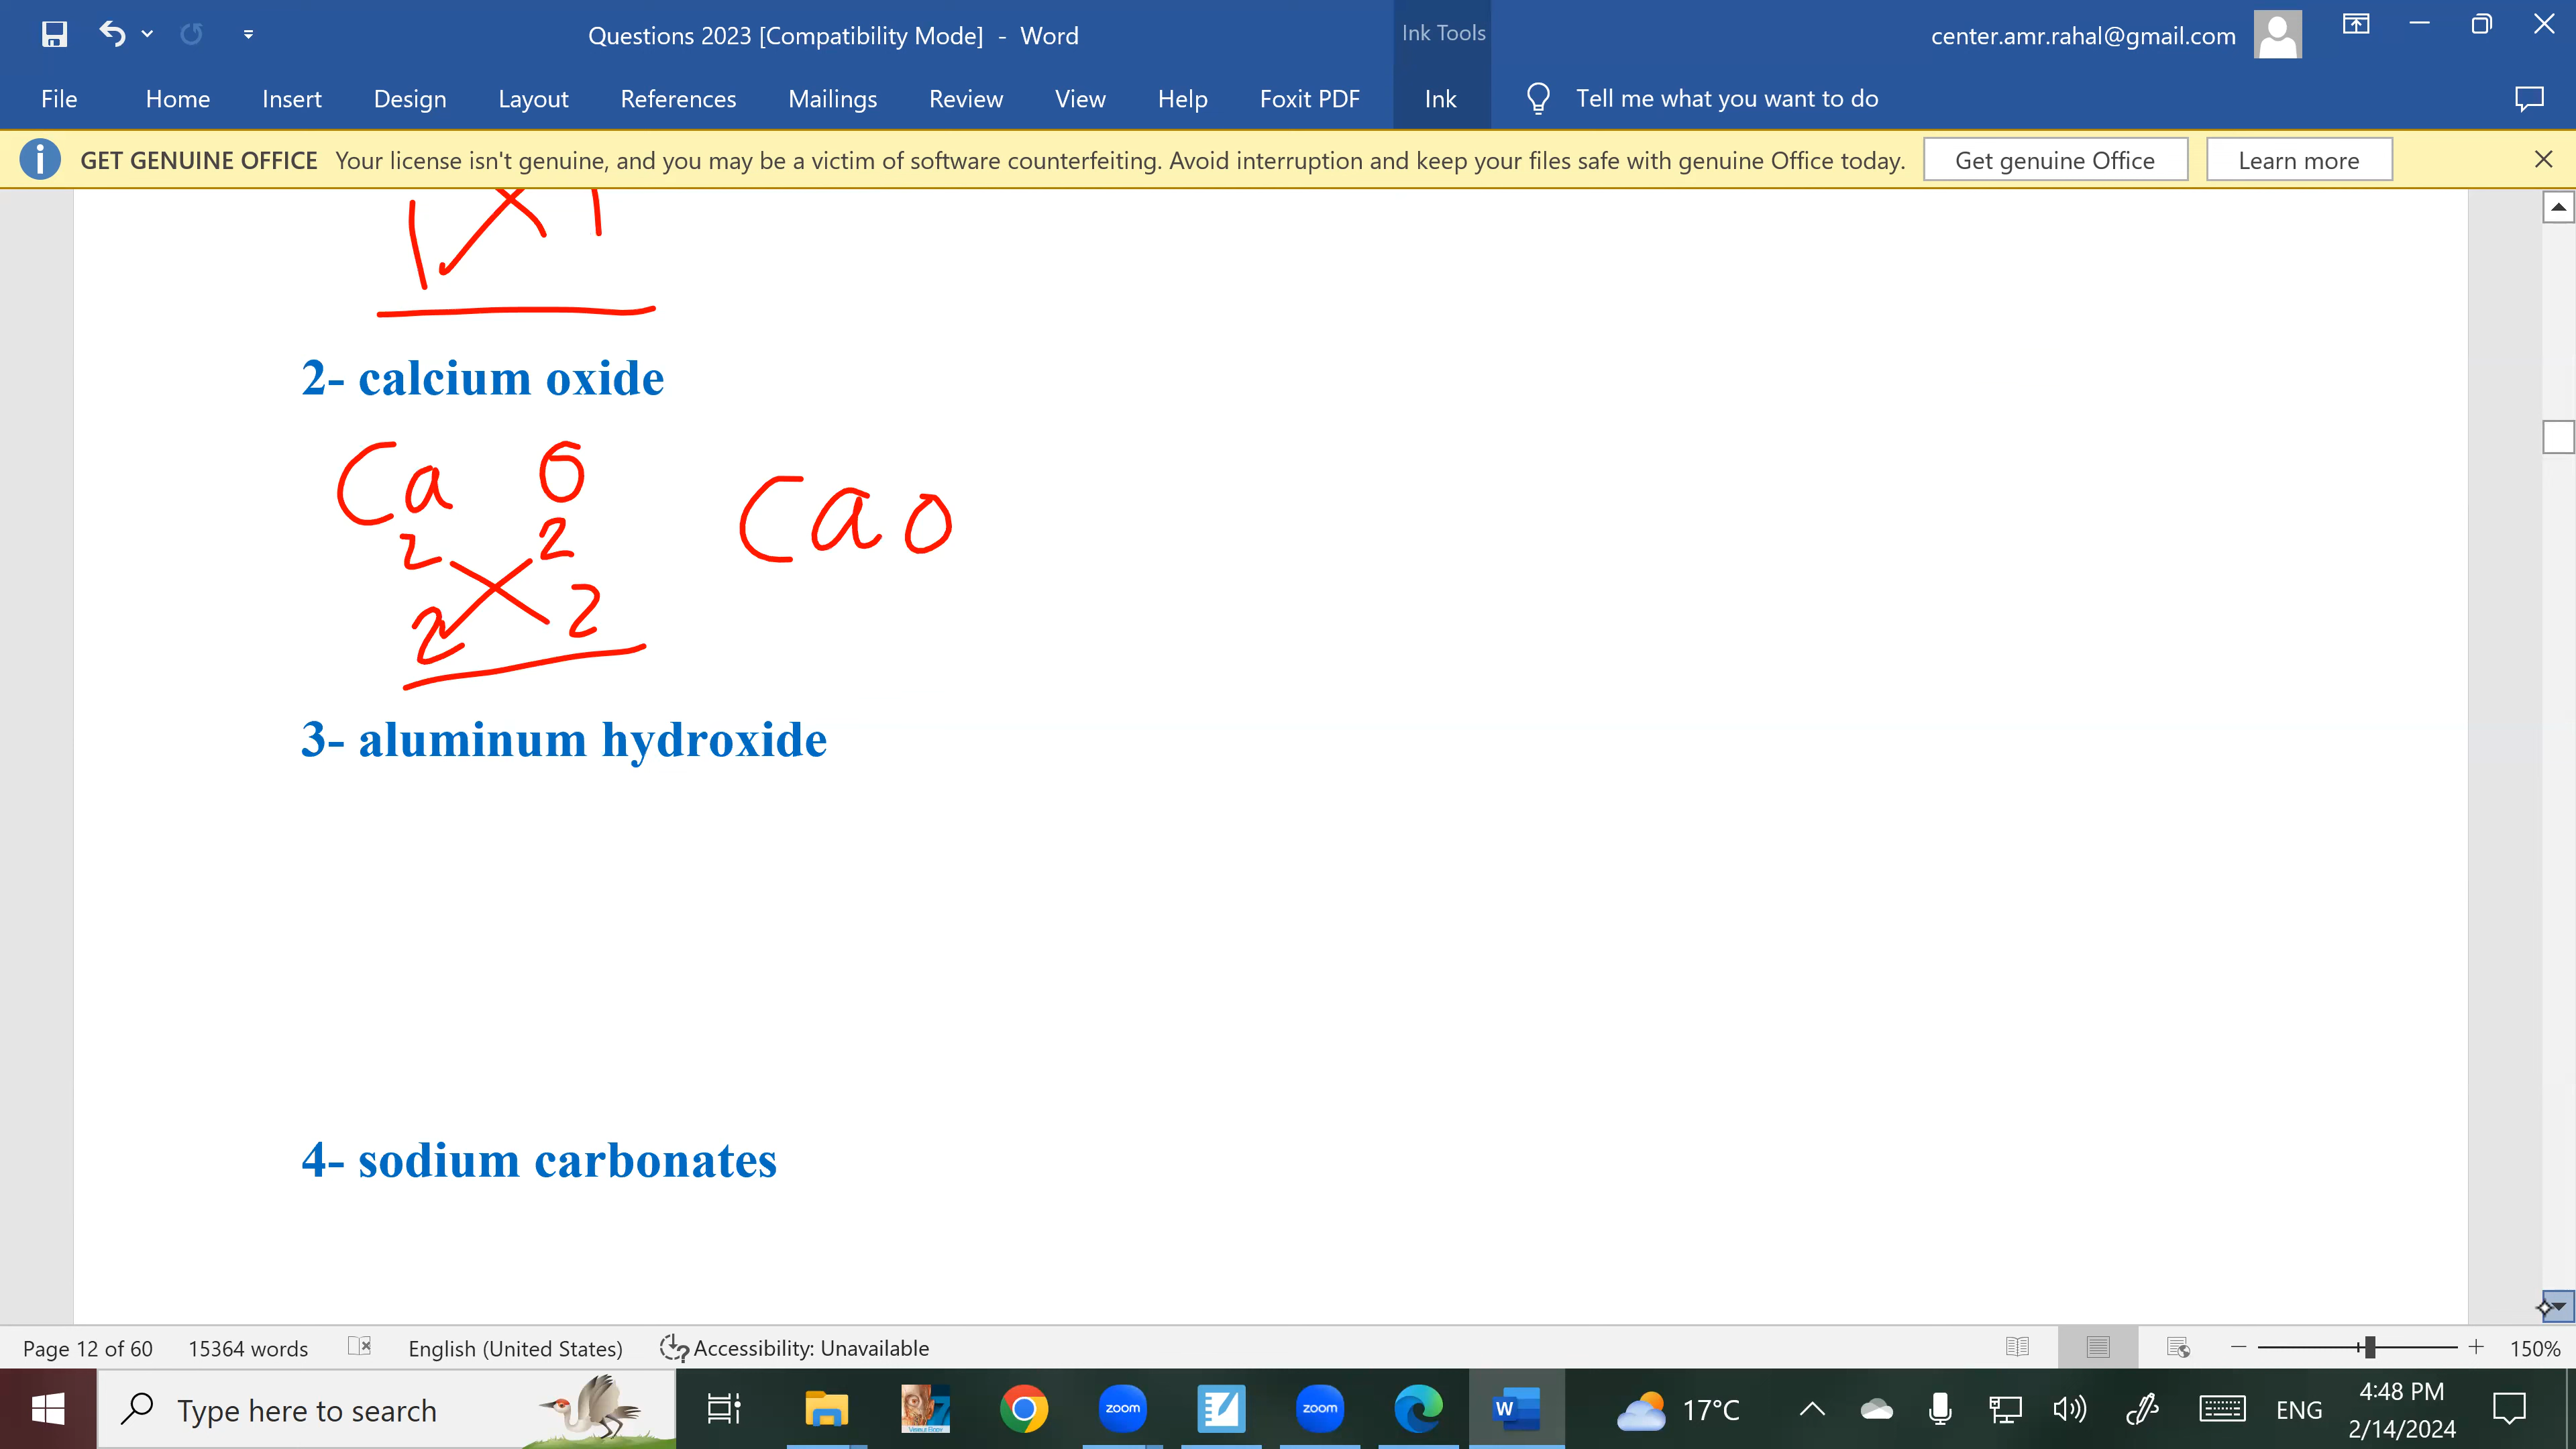 Questions 2023 [Compatibility Mode] - Word
Ink Tools
center.amr.rahal@gmail.com
File Home Insert Design Layout References Mailings Review View Help Foxit PDF Ink Tell me what you want to do
GET GENUINE OFFICE Your license isn't genuine, and you may be a victim of software counterfeiting. Avoid interruption and keep your files safe with genuine Office today. Get genuine Office Learn more
2- calcium oxide
Ca O
CaO
2 2
2 2
3- aluminum hydroxide
4- sodium carbonates
Page 12 of 60 15364 words English (United States) Accessibility: Unavailable 150%
Type here to search zoom zoom W 17°C ENG 4:48 PM
2/14/2024